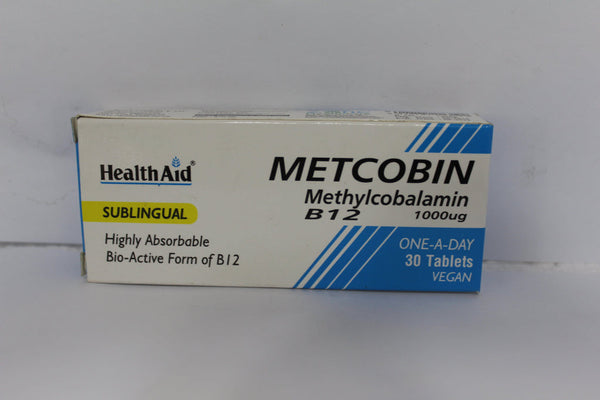 HealthAid®
SUBLINGUAL
Highly Absorbable
Bio-Active Form of B12
METCOBIN
Methylcobalamin
B12 1000ug
ONE-A-DAY
30 Tablets
VEGAN